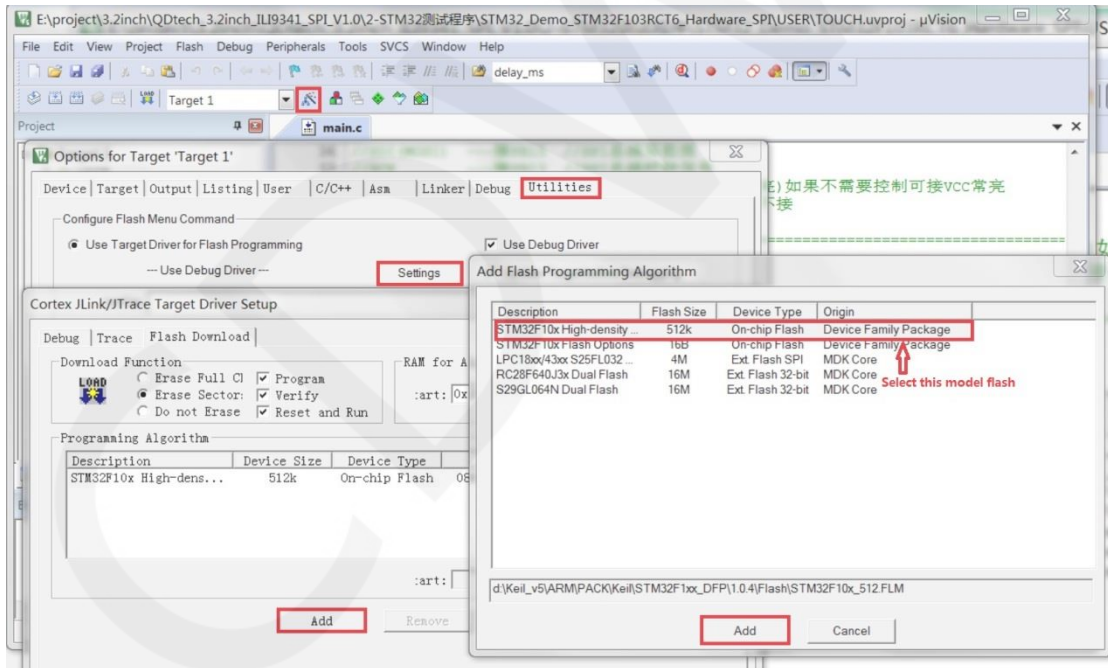 E:\project\3.2inch\QDtech_3.2inch_ILI9341_SPI_V1.0\2-STM32测试程序\STM32_Demo_STM32F103RCT6_Hardware_SPI\USER\TOUCH.uvproj - µVision
File Edit View Project Flash Debug Peripherals Tools SVCS Window Help
delay_ms
LOAD Target 1
Project
main.c
Options for Target 'Target 1'
Device Target Output Listing User C/C++ Asm Linker Debug Utilities
如果不需要控制可接VCC常亮
Configure Flash Menu Command
Use Target Driver for Flash Programming Use Debug Driver
--- Use Debug Driver --- Settings
Cortex JLink/JTrace Target Driver Setup
Debug Trace Flash Download
Download Function RAM for A
LOAD Erase Full Cl Program
Erase Sector: Verify :art: 0x
Do not Erase Reset and Run
Programming Algorithm
Description Device Size Device Type
STM32F10x High-dens... 512k On-chip Flash 08
:art:
Add Remove
Add Flash Programming Algorithm
Description Flash Size Device Type Origin
STM32F10x High-density ... 512k On-chip Flash Device Family Package
STM32F10x Flash Options 16B On-chip Flash Device Family Package
LPC18xx/43xx S25FL032 ... 4M Ext. Flash SPI MDK Core
RC28F640J3x Dual Flash 16M Ext. Flash 32-bit MDK Core
S29GL064N Dual Flash 16M Ext. Flash 32-bit MDK Core
Select this model flash
d:\Keil_v5\ARM\PACK\Keil\STM32F1xx_DFP\1.0.4\Flash\STM32F10x_512.FLM
Add Cancel